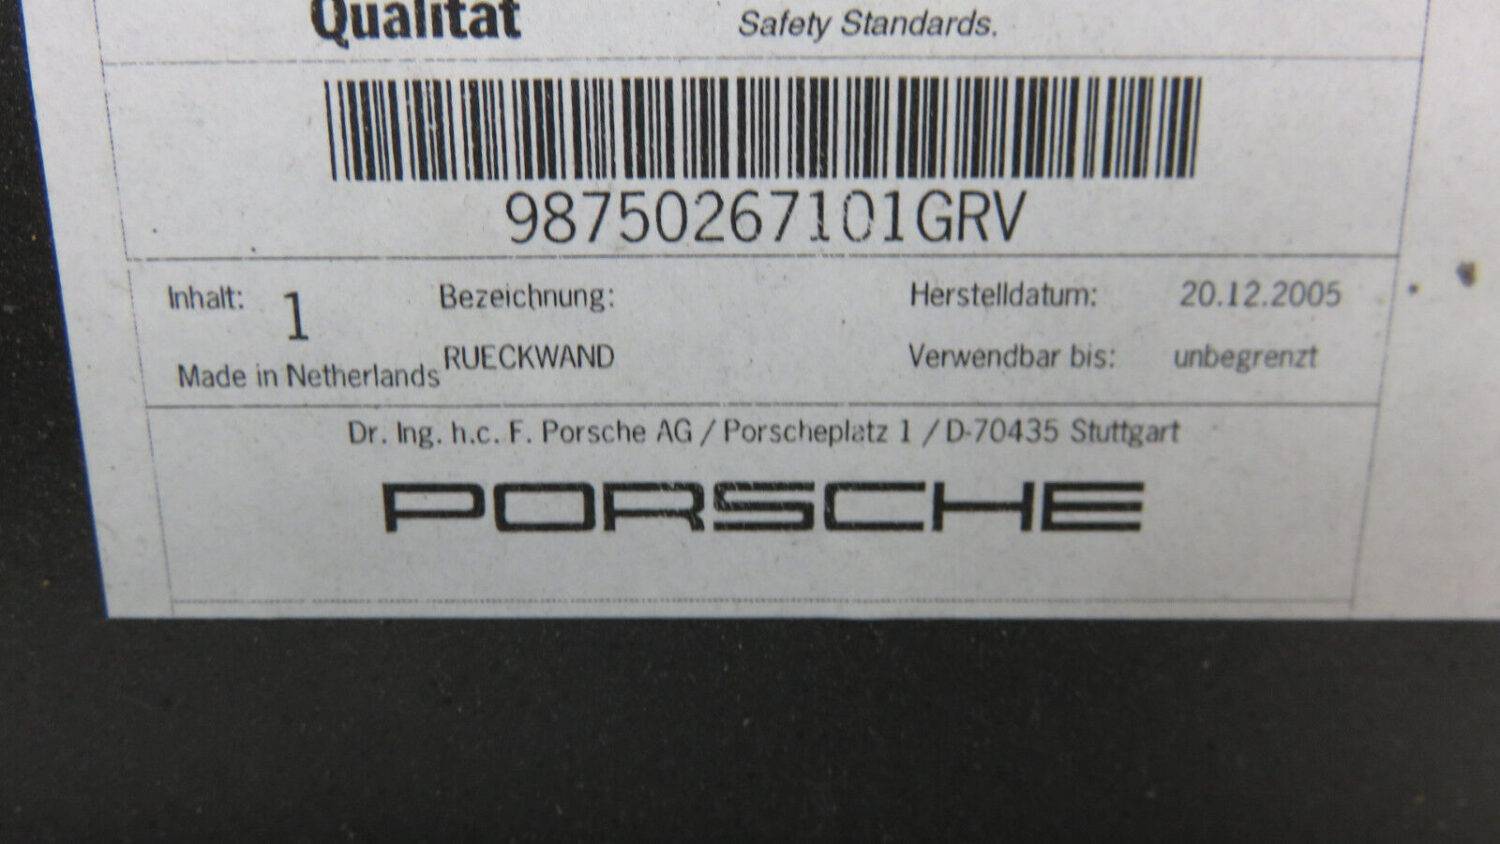 Qualität
Safety Standards.
98750267101GRV
Inhalt: 1
Bezeichnung:
Herstelldatum: 20.12.2005
Made in Netherlands
RUECKWAND
Verwendbar bis: unbegrenzt
Dr. Ing. h.c. F. Porsche AG / Porscheplatz 1 / D-70435 Stuttgart
PORSCHE